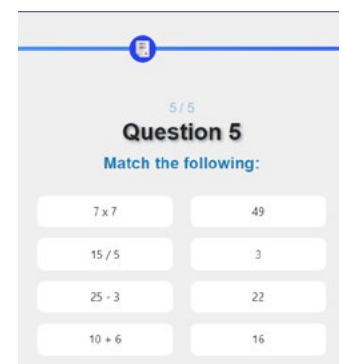 5 / 5
Question 5
Match the following:
7 x 7 49
15 / 5 3
25 - 3 22
10 + 6 16